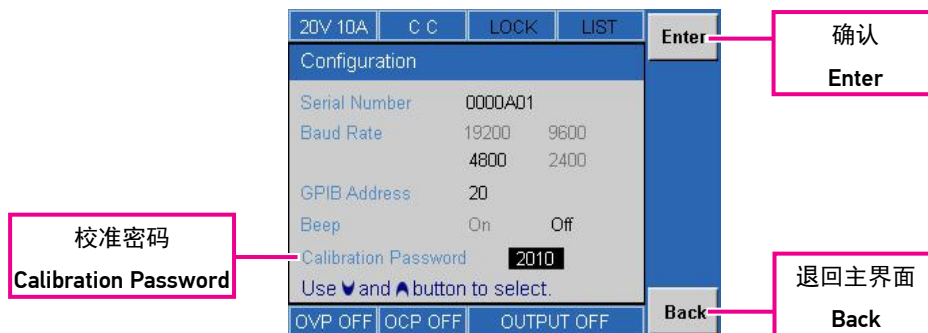 20V 10A CC LOCK LIST
Enter
Configuration
Serial Number 0000A01
Baud Rate 19200 9600
4800 2400
GPIB Address 20
Beep On Off
Calibration Password 2010
Use and button to select.
OVP OFF OCP OFF OUTPUT OFF
Back
确认
Enter
校准密码
Calibration Password
退回主界面
Back